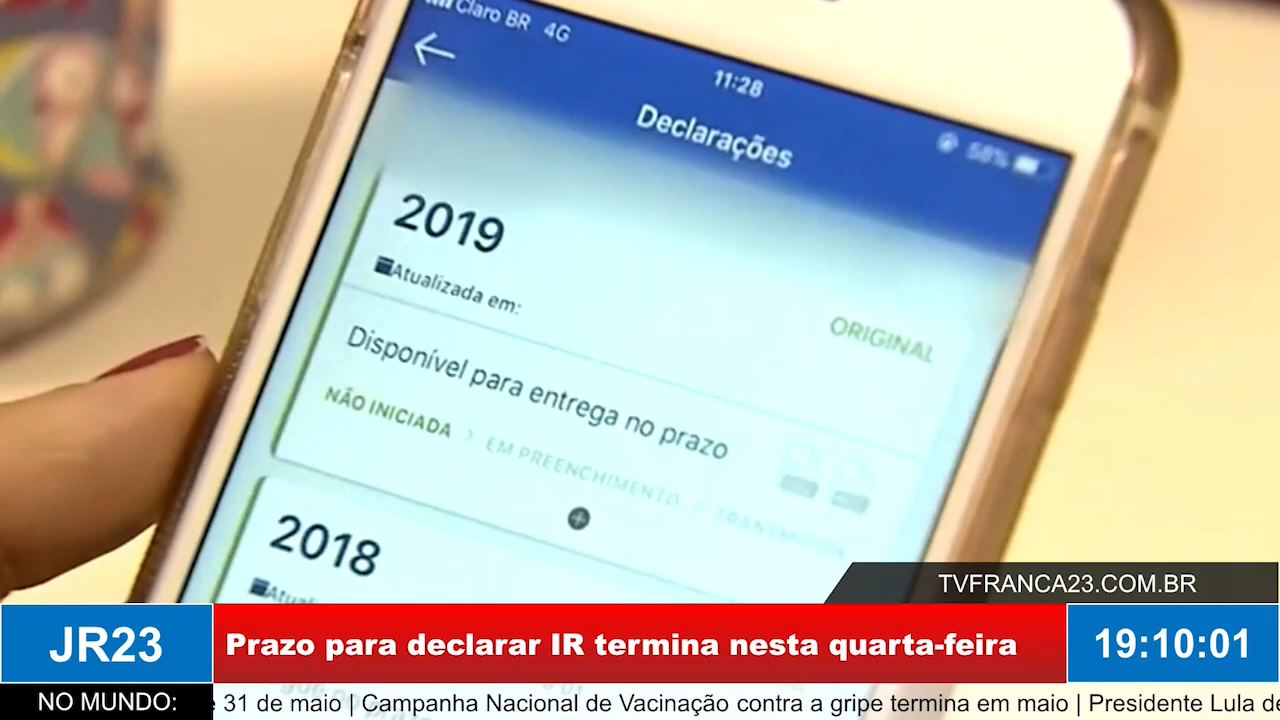 Claro BR 4G
11:28
58%
Declarações
2019
Atualizada em:
ORIGINAL
Disponível para entrega no prazo
NÃO INICIADA > EM PREENCHIMENTO > TRANSMITIDA
2018
TVFRANCA23.COM.BR
JR23
Prazo para declarar IR termina nesta quarta-feira
19:10:01
NO MUNDO:
31 de maio | Campanha Nacional de Vacinação contra a gripe termina em maio | Presidente Lula